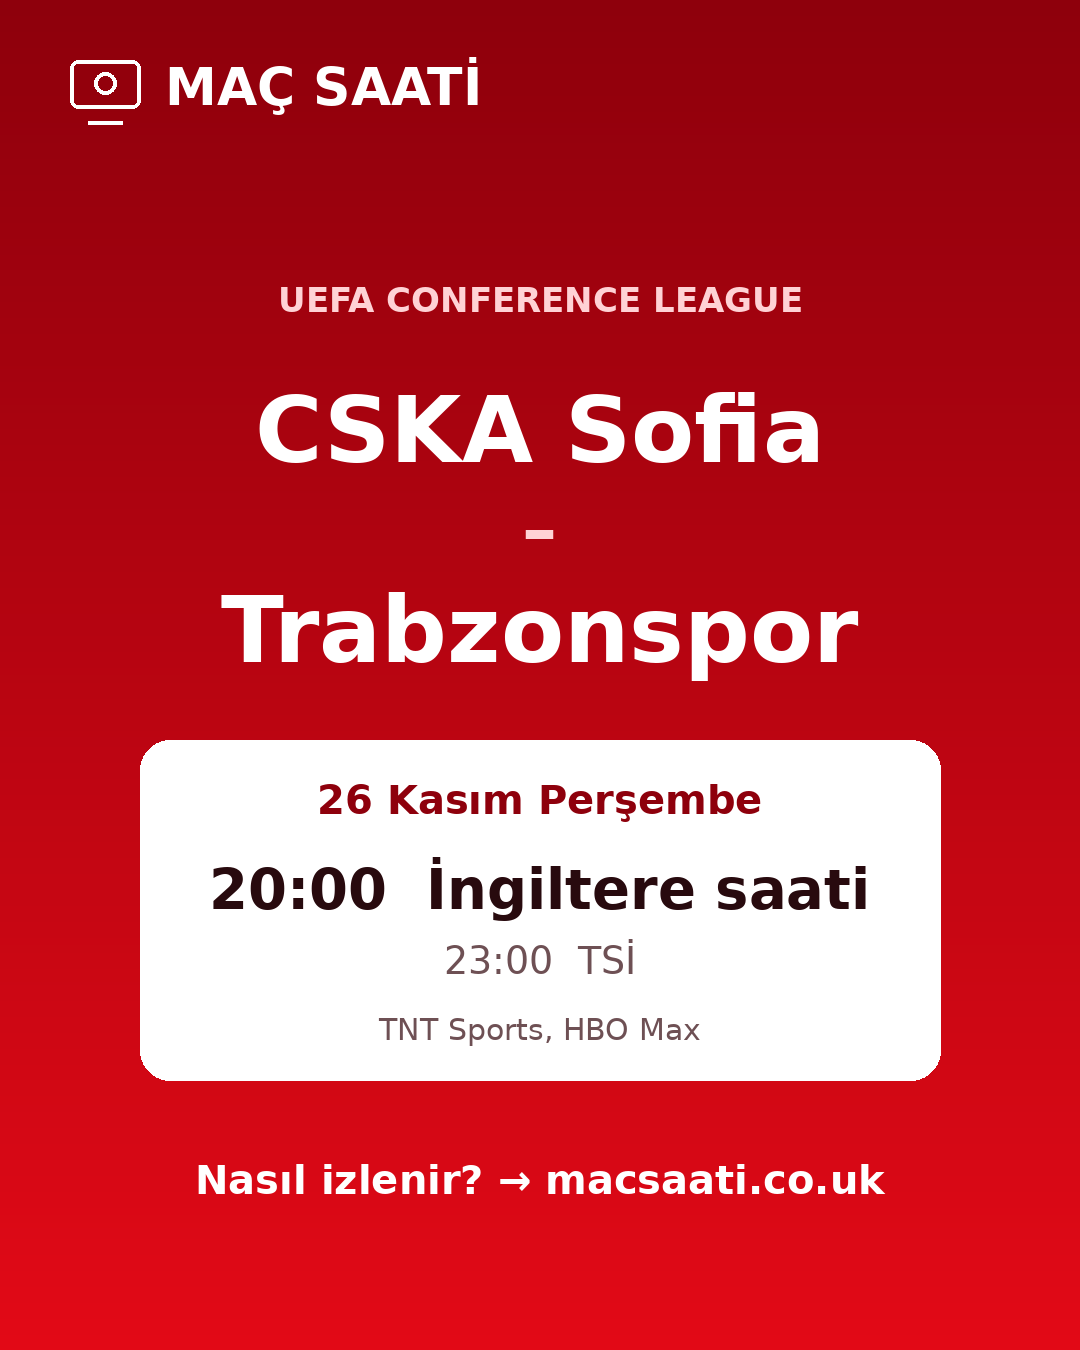 MAÇ SAATİ
UEFA CONFERENCE LEAGUE
CSKA Sofia
–
Trabzonspor
26 Kasım Perşembe
20:00 İngiltere saati
23:00 TSİ
TNT Sports, HBO Max
Nasıl izlenir? → macsaati.co.uk